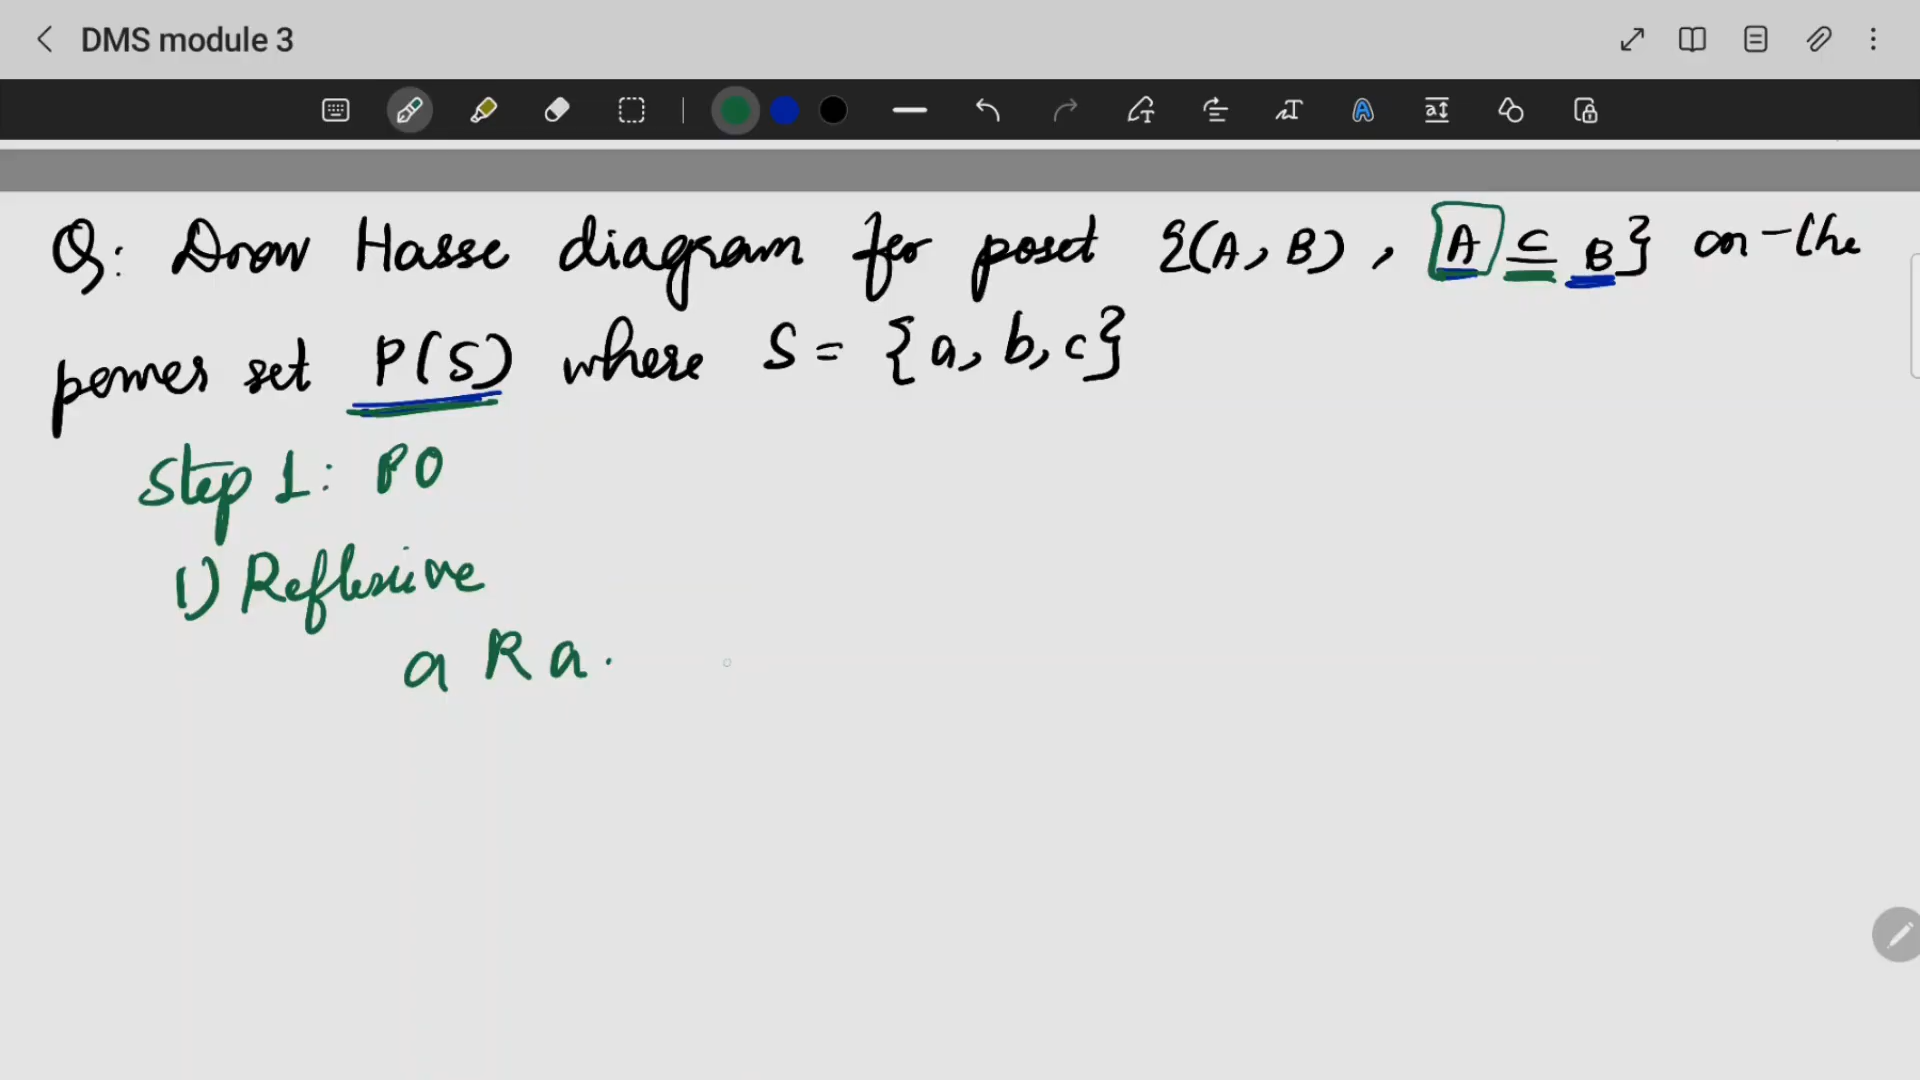 DMS module 3
Q: Draw Hasse diagram for poset {(A, B), A ⊆ B} on the
power set P(S) where S = {a, b, c}
Step 1: PO
1) Reflexive
a R a.